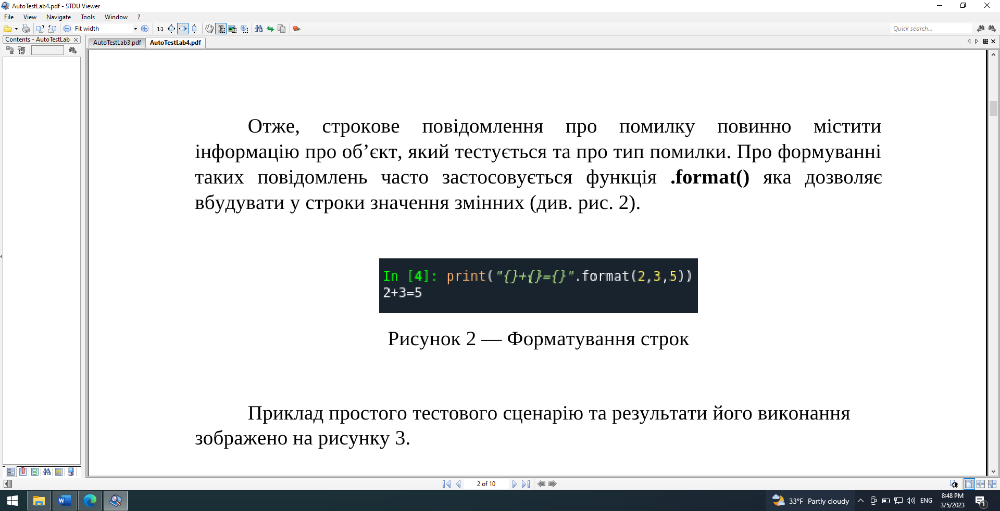 AutoTestLab4.pdf - STDU Viewer
File View Navigate Tools Window ?
1:1 Fit width
Quick search...
Contents - AutoTestLab
AutoTestLab3.pdf AutoTestLab4.pdf
Отже, строкове повідомлення про помилку повинно містити
інформацію про об’єкт, який тестується та про тип помилки. Про формуванні
таких повідомлень часто застосовується функція .format() яка дозволяє
вбудувати у строки значення змінних (див. рис. 2).
In [4]: print("{}+{}={}".format(2,3,5))
2+3=5
Рисунок 2 — Форматування строк
Приклад простого тестового сценарію та результати його виконання
зображено на рисунку 3.
2 of 10
33°F Partly cloudy
ENG
8:48 PM
3/5/2023
1